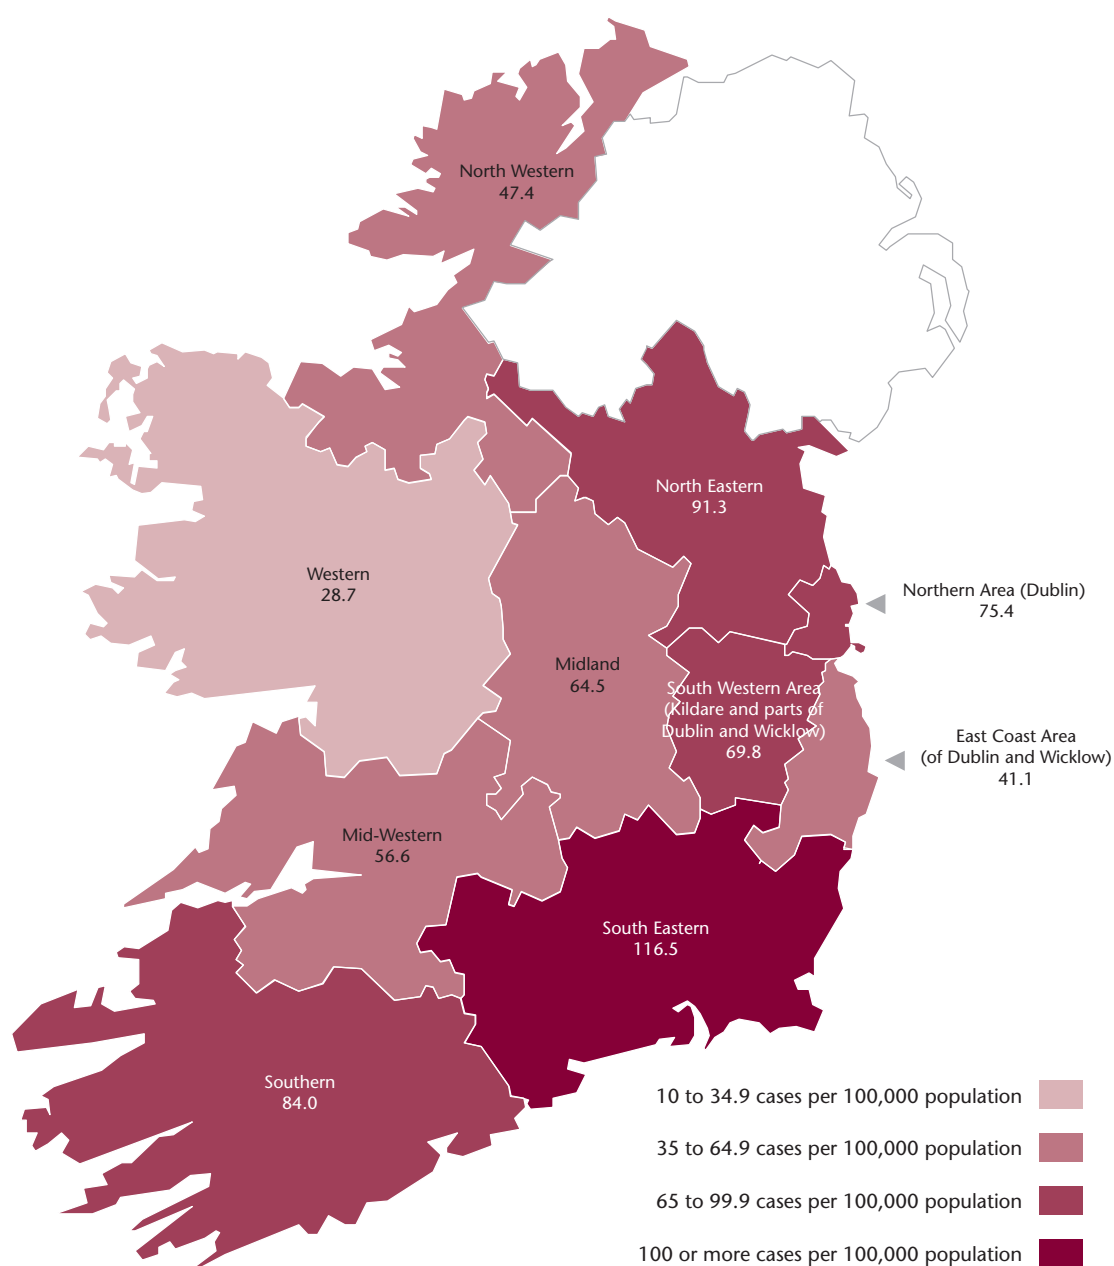 North Western
47.4
North Eastern
91.3
Western
28.7
Northern Area (Dublin)
75.4
Midland
64.5
South Western Area
(Kildare and parts of
Dublin and Wicklow)
69.8
East Coast Area
(of Dublin and Wicklow)
41.1
Mid-Western
56.6
South Eastern
116.5
Southern
84.0
10 to 34.9 cases per 100,000 population
35 to 64.9 cases per 100,000 population
65 to 99.9 cases per 100,000 population
100 or more cases per 100,000 population